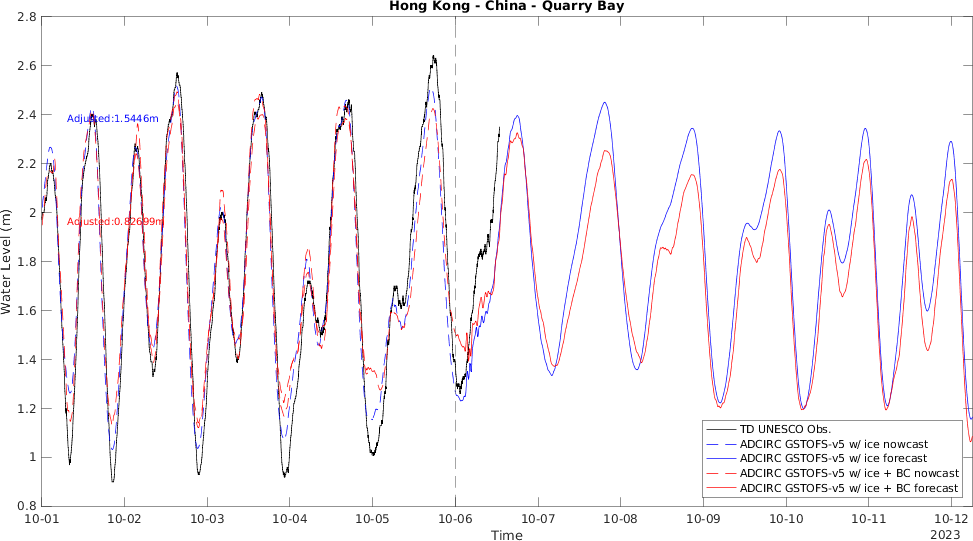 Hong Kong - China - Quarry Bay
2.8
2.6
2.4
2.2
2
1.8
1.6
1.4
1.2
1
0.8
Water Level (m)
Adjusted:1.5446m
Adjusted:0.82699m
TD UNESCO Obs.
ADCIRC GSTOFS-v5 w/ ice nowcast
ADCIRC GSTOFS-v5 w/ ice forecast
ADCIRC GSTOFS-v5 w/ ice + BC nowcast
ADCIRC GSTOFS-v5 w/ ice + BC forecast
10-01 10-02 10-03 10-04 10-05 10-06 10-07 10-08 10-09 10-10 10-11 10-12
Time
2023